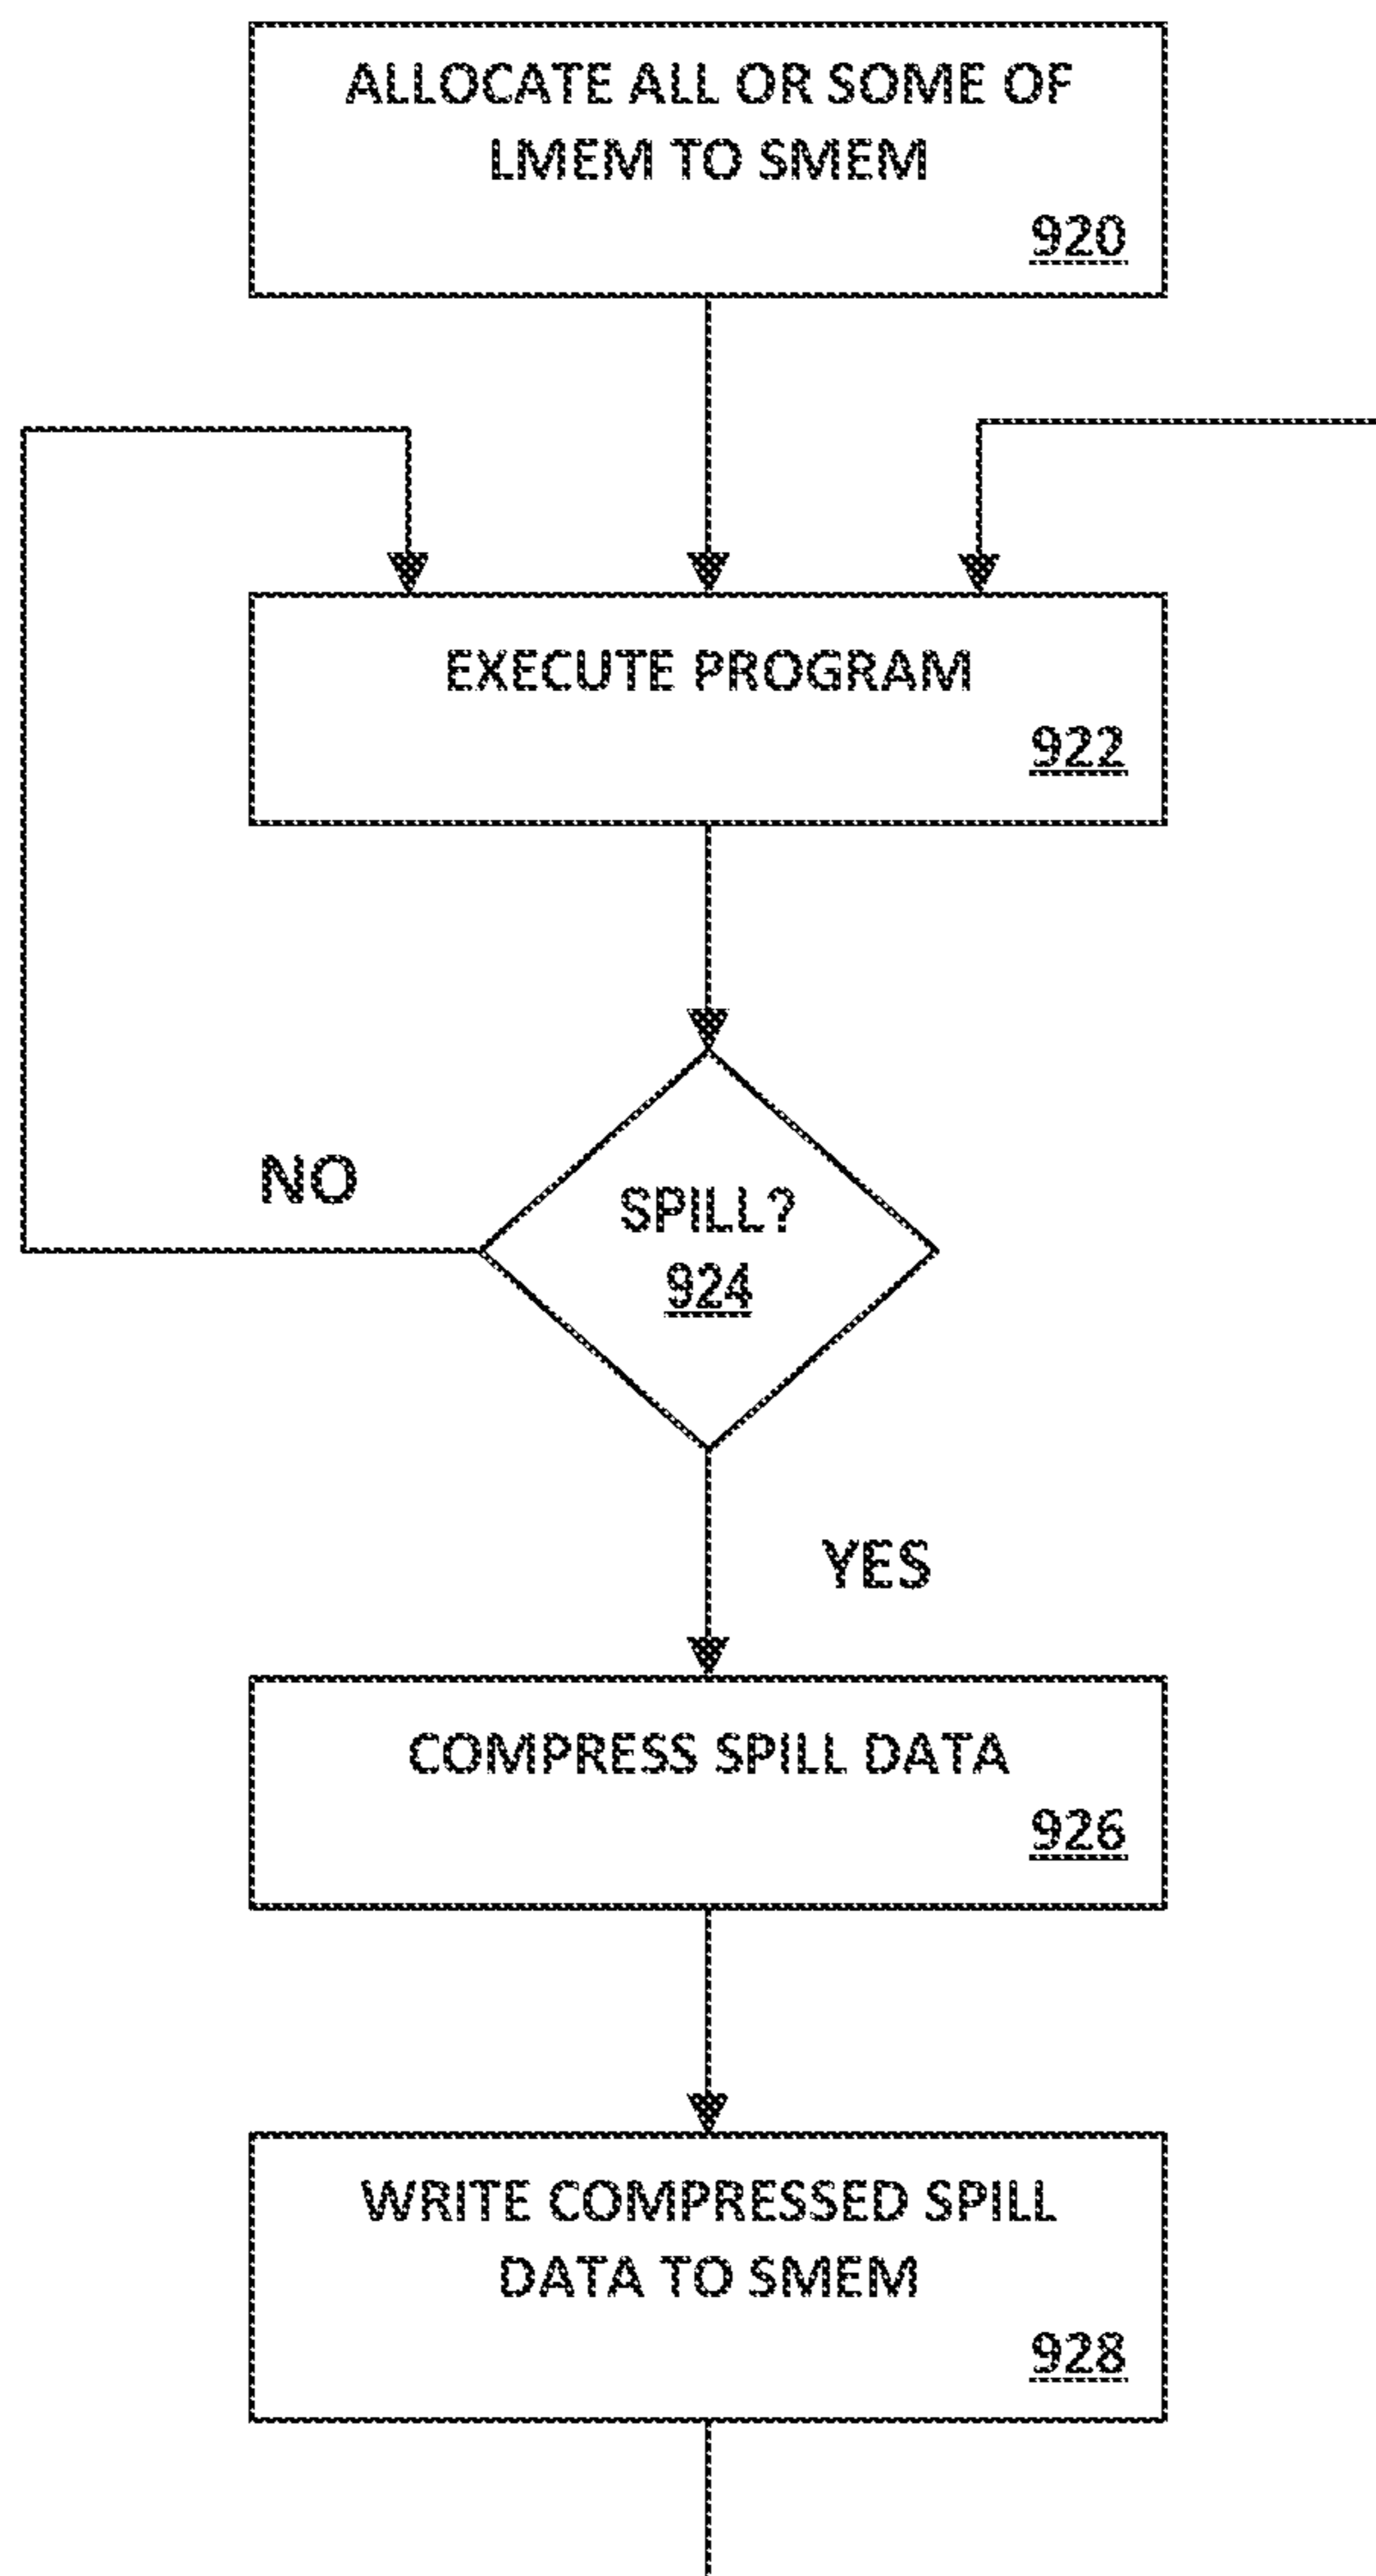 ALLOCATE ALL OR SOME OF
LMEM TO SMEM
920
EXECUTE PROGRAM
922
NO
SPILL?
924
YES
COMPRESS SPILL DATA
926
WRITE COMPRESSED SPILL
DATA TO SMEM
928